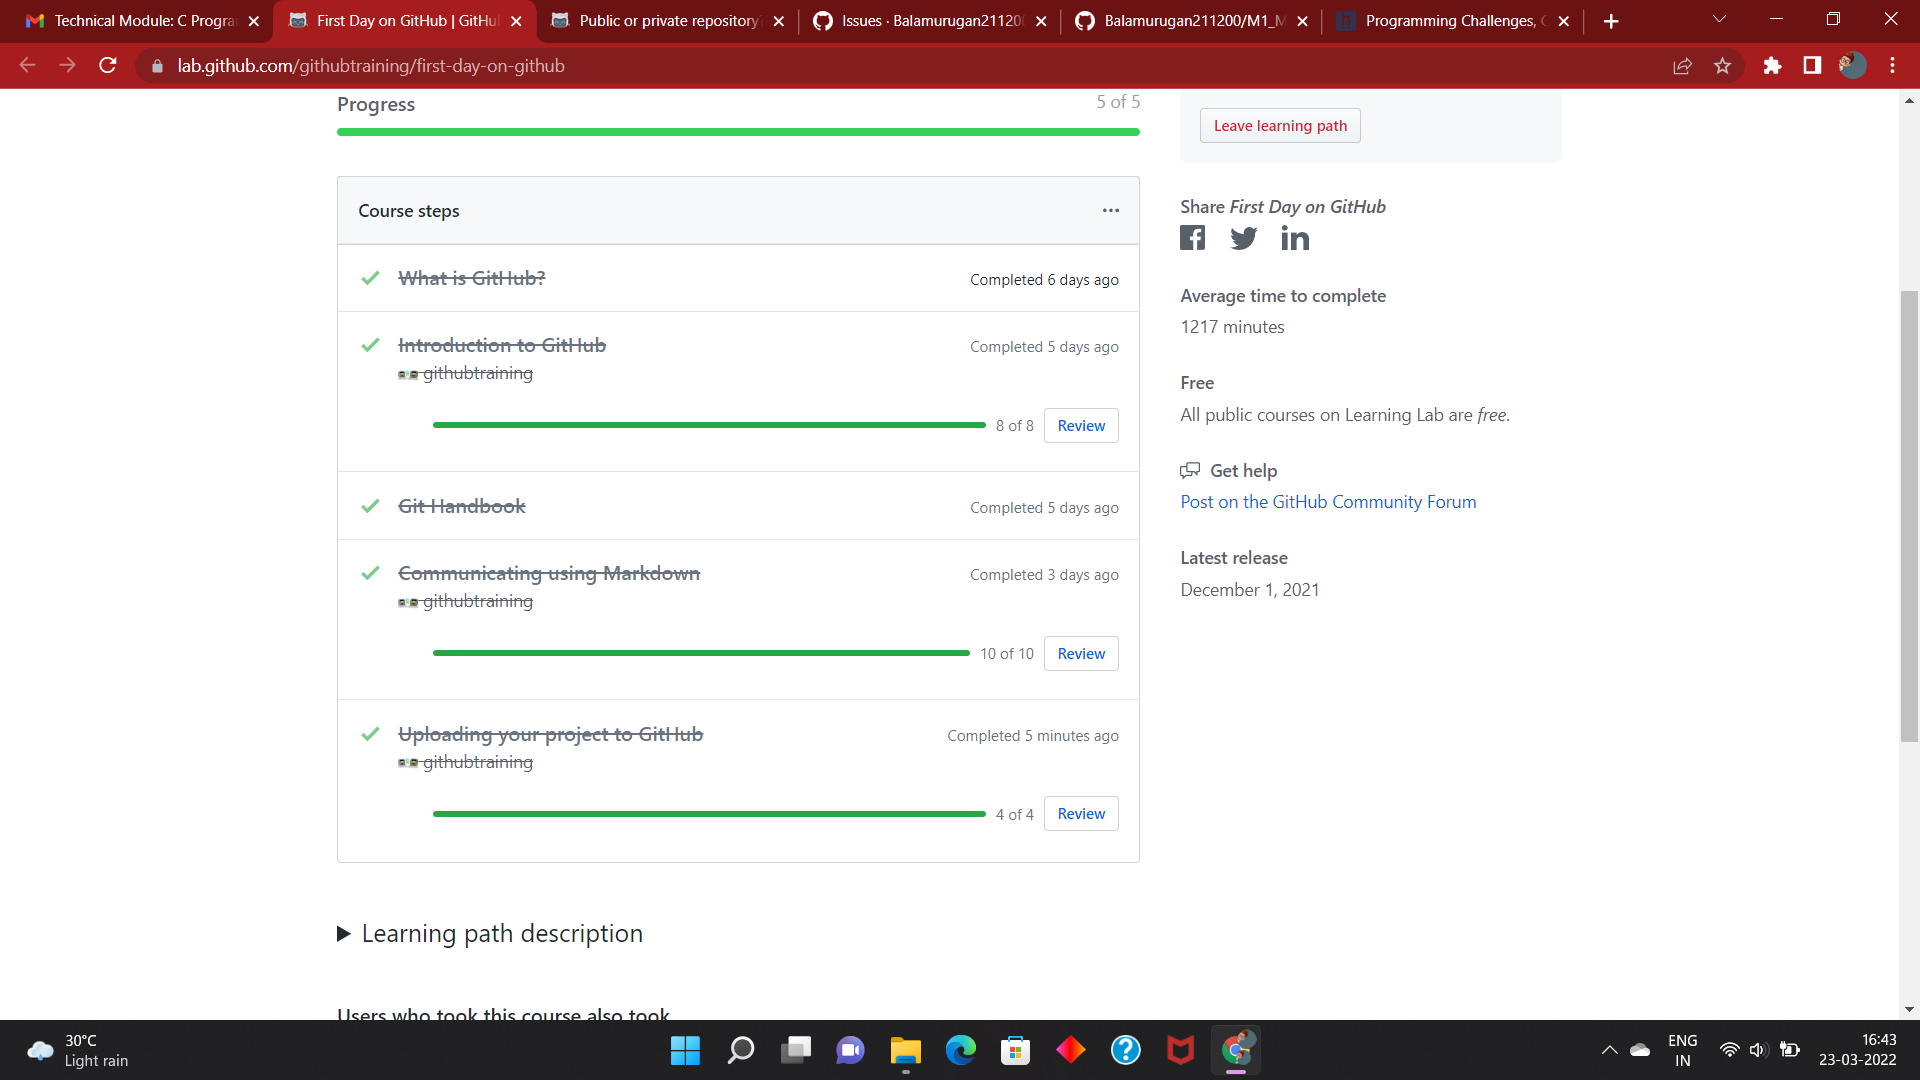 Technical Module: C Progra
First Day on GitHub | GitHu
Public or private repository
Issues · Balamurugan21120
Balamurugan211200/M1_M
Programming Challenges,
lab.github.com/githubtraining/first-day-on-github
Progress
5 of 5
Leave learning path
Course steps
What is GitHub?
Completed 6 days ago
Introduction to GitHub
Completed 5 days ago
githubtraining
8 of 8
Review
Git Handbook
Completed 5 days ago
Communicating using Markdown
Completed 3 days ago
githubtraining
10 of 10
Review
Uploading your project to GitHub
Completed 5 minutes ago
githubtraining
4 of 4
Review
Learning path description
Users who took this course also took
Share First Day on GitHub
Average time to complete
1217 minutes
Free
All public courses on Learning Lab are free.
Get help
Post on the GitHub Community Forum
Latest release
December 1, 2021
30°C
Light rain
ENG
IN
16:43
23-03-2022